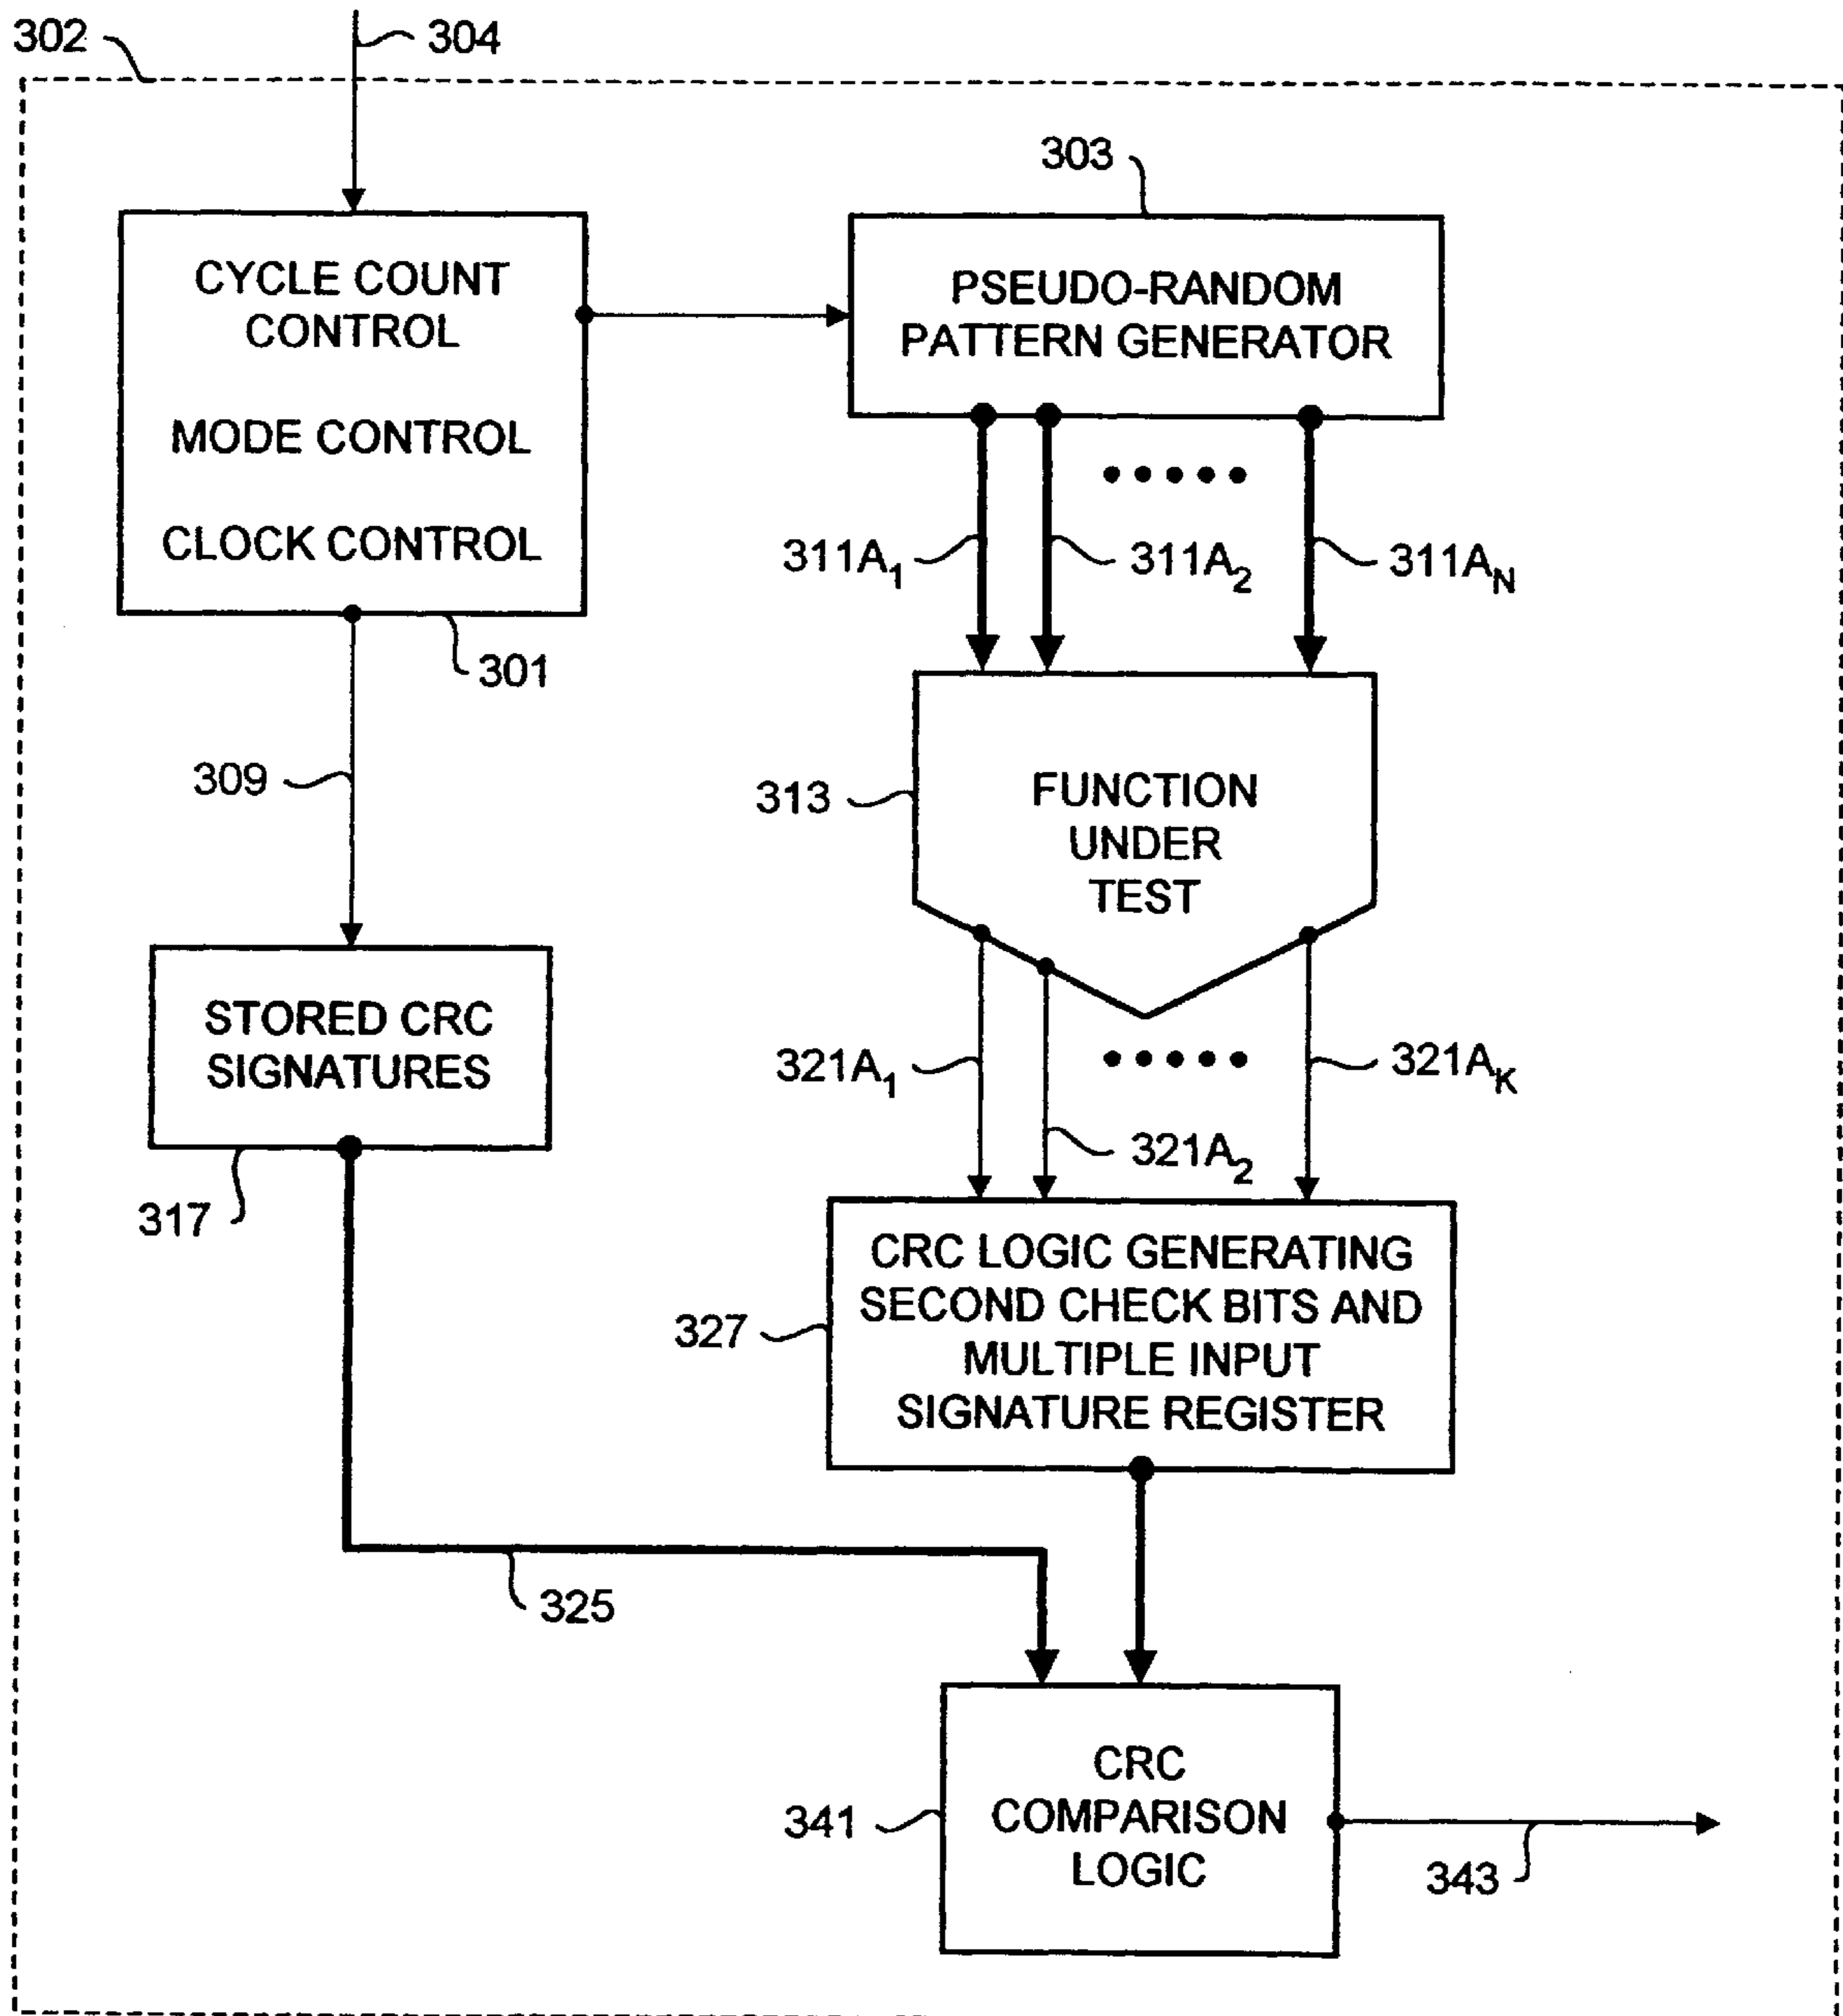 302
304
303
CYCLE COUNT
CONTROL
MODE CONTROL
CLOCK CONTROL
PSEUDO-RANDOM
PATTERN GENERATOR
311A₁
311A₂
311Aₙ
301
309
313
FUNCTION
UNDER
TEST
STORED CRC
SIGNATURES
321A₁
321Aₖ
321A₂
317
CRC LOGIC GENERATING
SECOND CHECK BITS AND
MULTIPLE INPUT
SIGNATURE REGISTER
327
325
CRC
COMPARISON
LOGIC
341
343